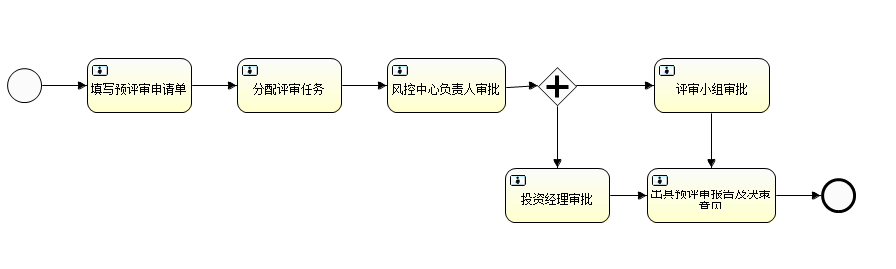 填写预评审申请单
分配评审任务
风控中心负责人审批
评审小组审批
投资经理审批
出具预评审报告及决策
意见